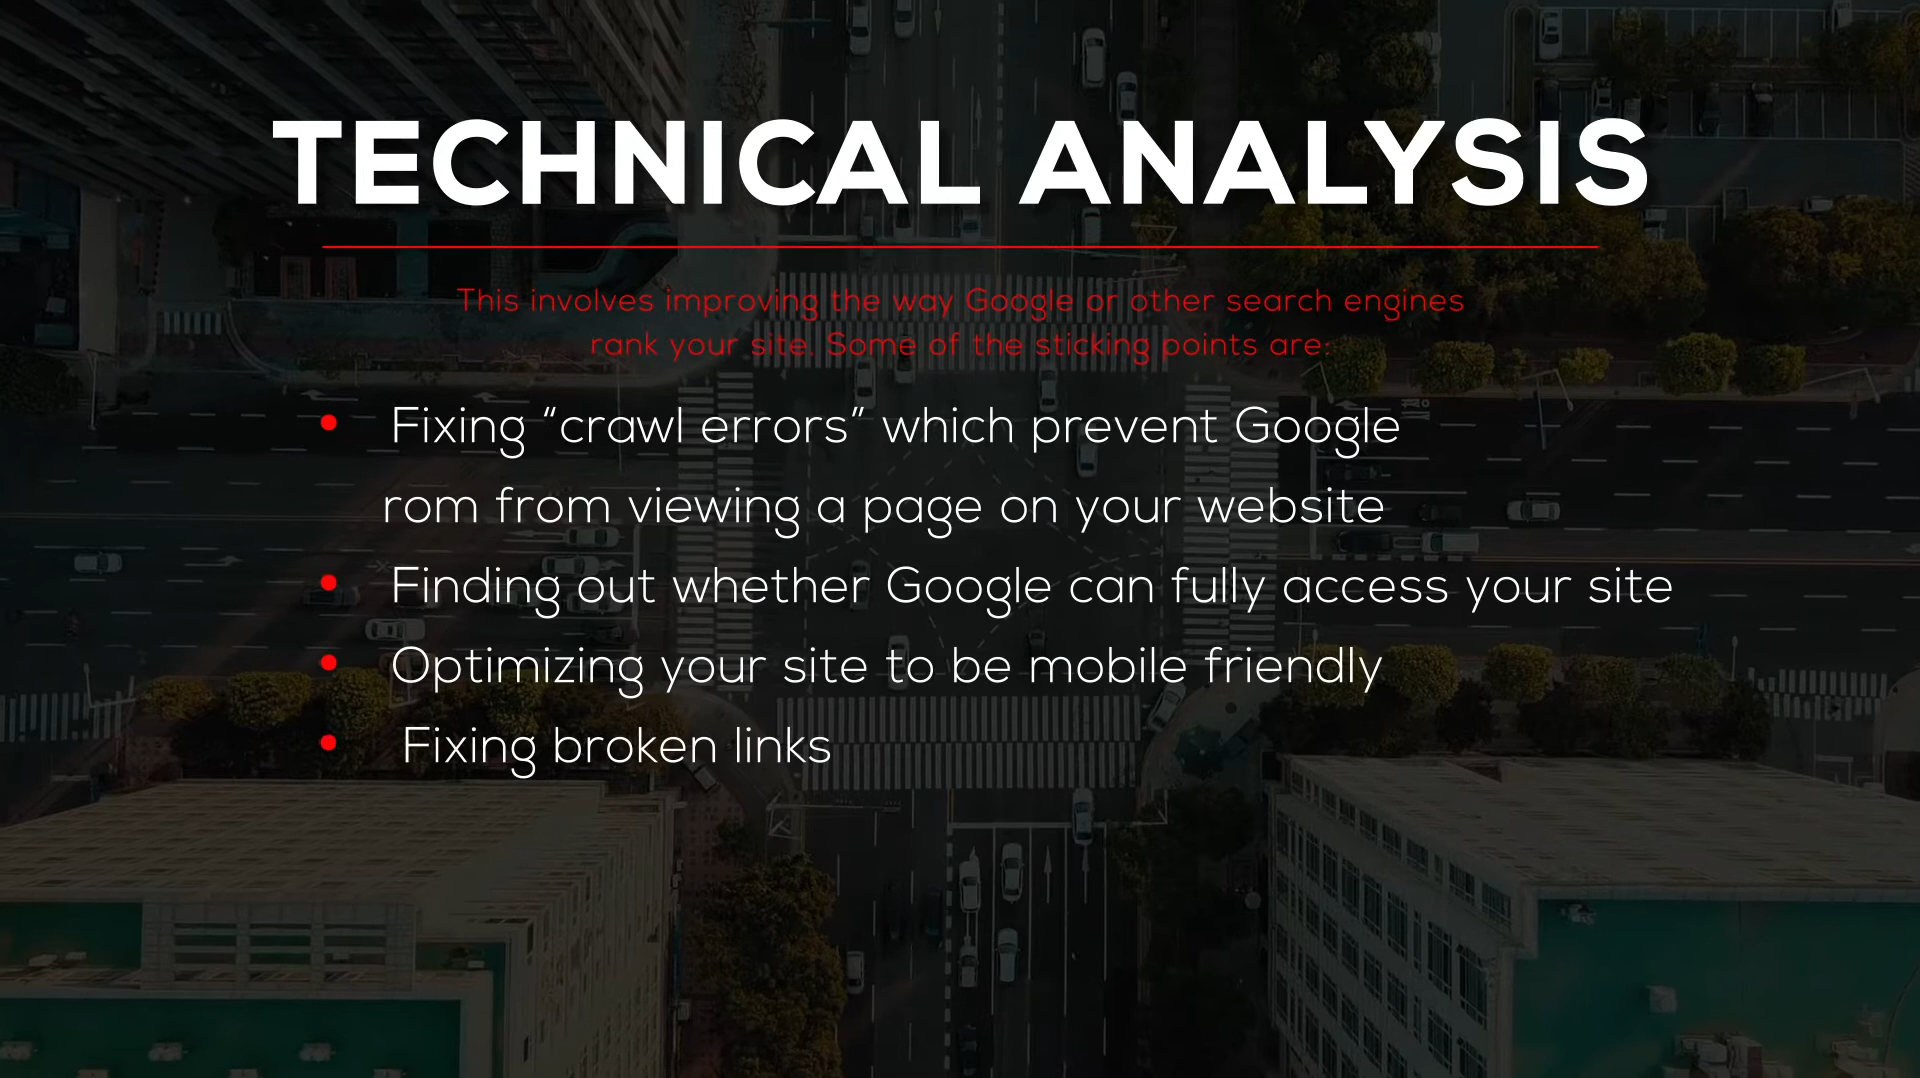 TECHNICAL ANALYSIS
This involves improving the way Google or other search engines
rank your site. Some of the sticking points are:
• Fixing “crawl errors” which prevent Google
rom from viewing a page on your website
• Finding out whether Google can fully access your site
• Optimizing your site to be mobile friendly
• Fixing broken links